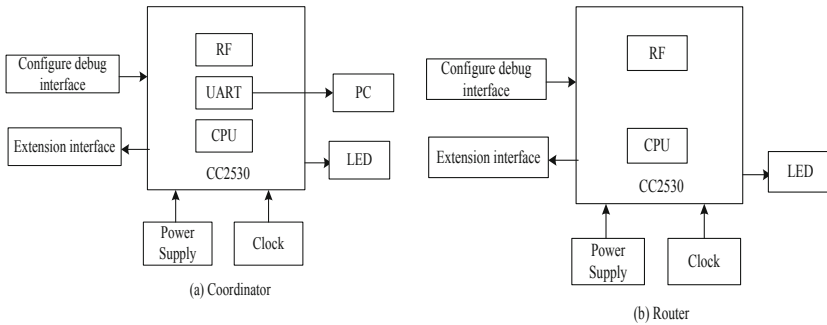 RF
Configure debug
interface
UART
PC
CPU
Extension interface
LED
CC2530
Power
Supply
Clock
(a) Coordinator
RF
Configure debug
interface
CPU
Extension interface
LED
CC2530
Power
Supply
Clock
(b) Router